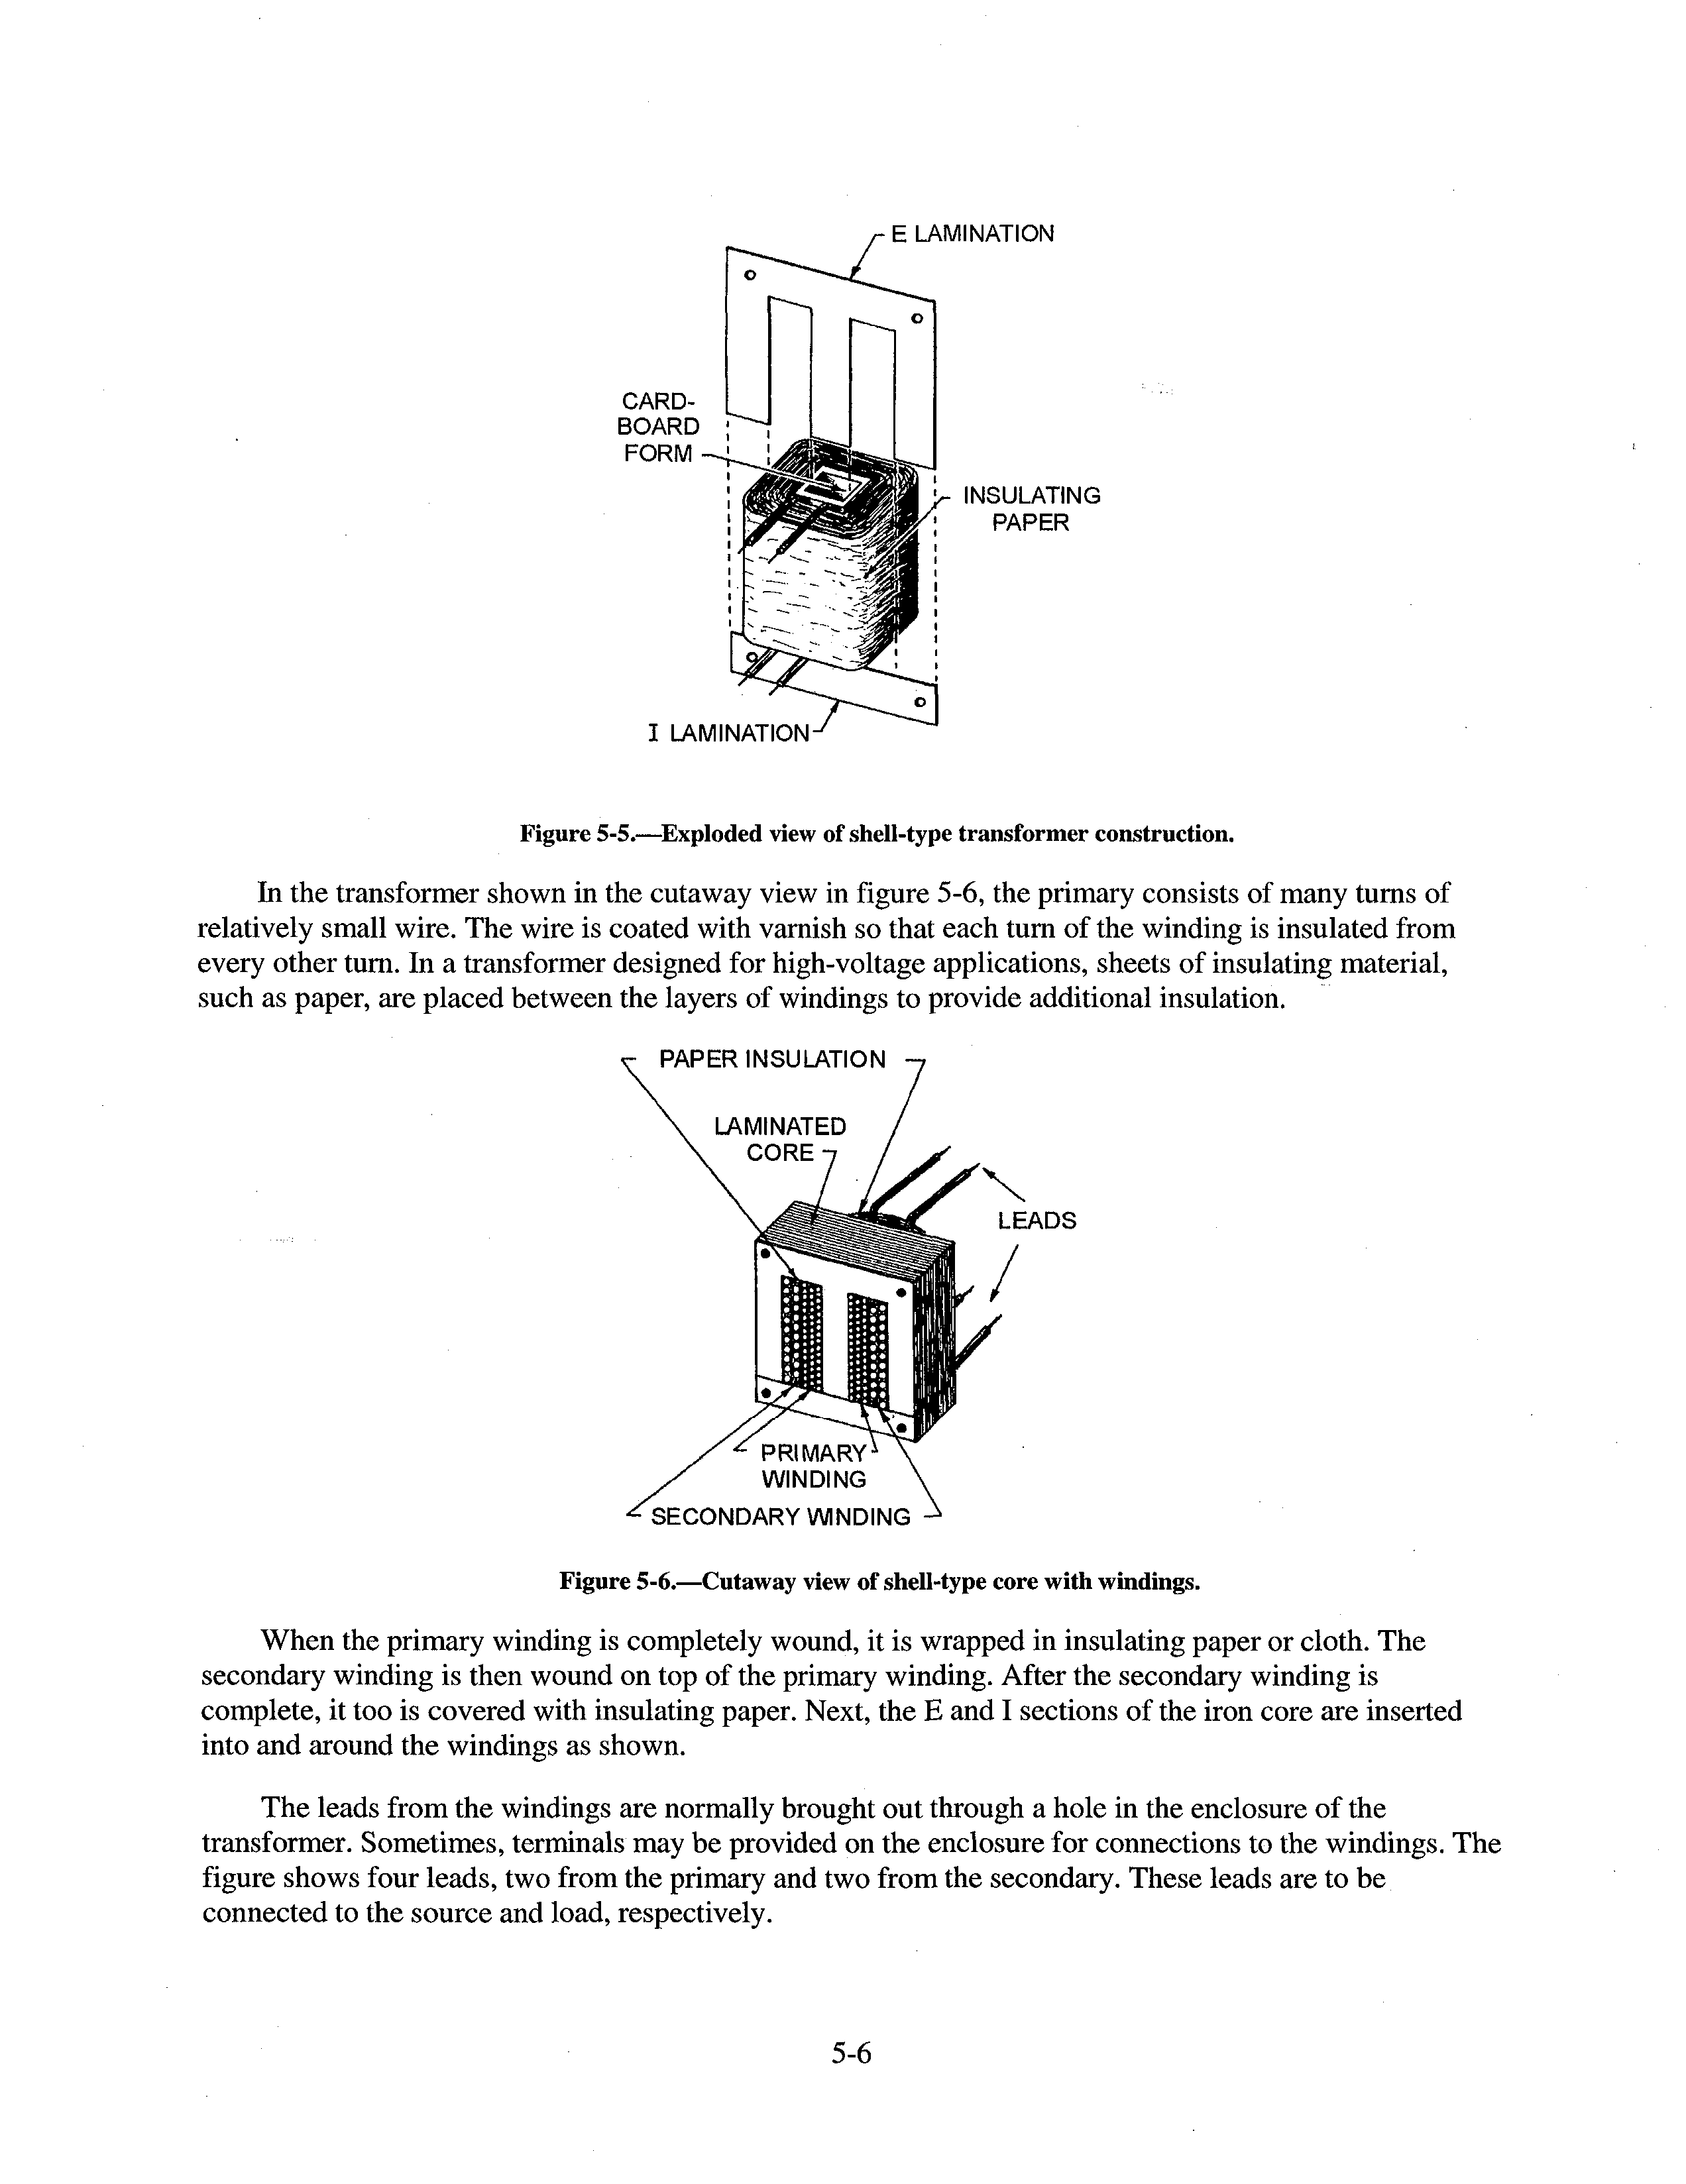 E LAMINATION
CARD-
BOARD
FORM
INSULATING
PAPER
I LAMINATION
Figure 5-5.—Exploded view of shell-type transformer construction.
In the transformer shown in the cutaway view in figure 5-6, the primary consists of many turns of
relatively small wire. The wire is coated with varnish so that each turn of the winding is insulated from
every other turn. In a transformer designed for high-voltage applications, sheets of insulating material,
such as paper, are placed between the layers of windings to provide additional insulation.
PAPER INSULATION
LAMINATED
CORE
LEADS
PRIMARY
WINDING
SECONDARY WINDING
Figure 5-6.—Cutaway view of shell-type core with windings.
When the primary winding is completely wound, it is wrapped in insulating paper or cloth. The
secondary winding is then wound on top of the primary winding. After the secondary winding is
complete, it too is covered with insulating paper. Next, the E and I sections of the iron core are inserted
into and around the windings as shown.
The leads from the windings are normally brought out through a hole in the enclosure of the
transformer. Sometimes, terminals may be provided on the enclosure for connections to the windings. The
figure shows four leads, two from the primary and two from the secondary. These leads are to be
connected to the source and load, respectively.
5-6